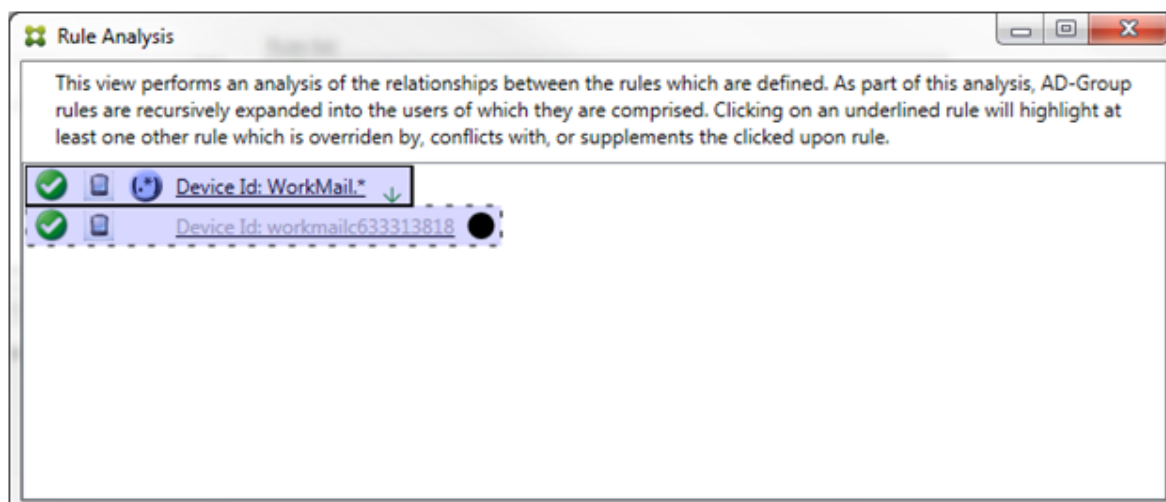 Rule Analysis
This view performs an analysis of the relationships between the rules which are defined. As part of this analysis, AD-Group
rules are recursively expanded into the users of which they are comprised. Clicking on an underlined rule will highlight at
least one other rule which is overriden by, conflicts with, or supplements the clicked upon rule.
(.*) Device Id: WorkMail.*
Device Id: workmailc633313818